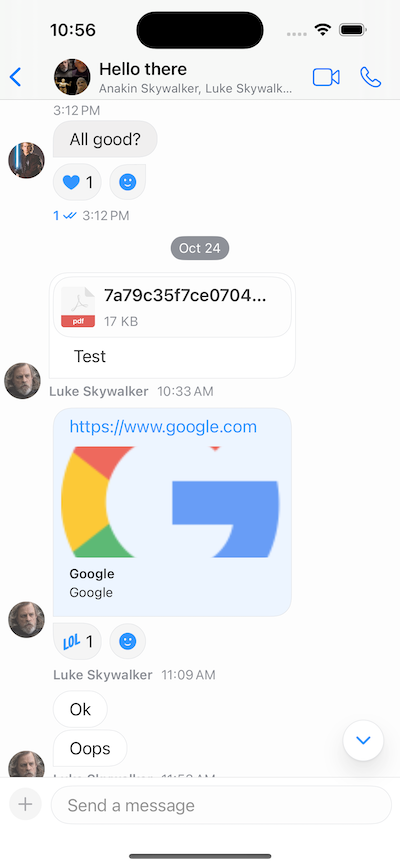 10:56
Hello there
Anakin Skywalker, Luke Skywalk...
3:12 PM
All good?
1
1 3:12 PM
Oct 24
7a79c35f7ce0704...
pdf
17 KB
Test
Luke Skywalker 10:33 AM
https://www.google.com
Google
Google
LOL 1
Luke Skywalker 11:09 AM
Ok
Oops
Send a message